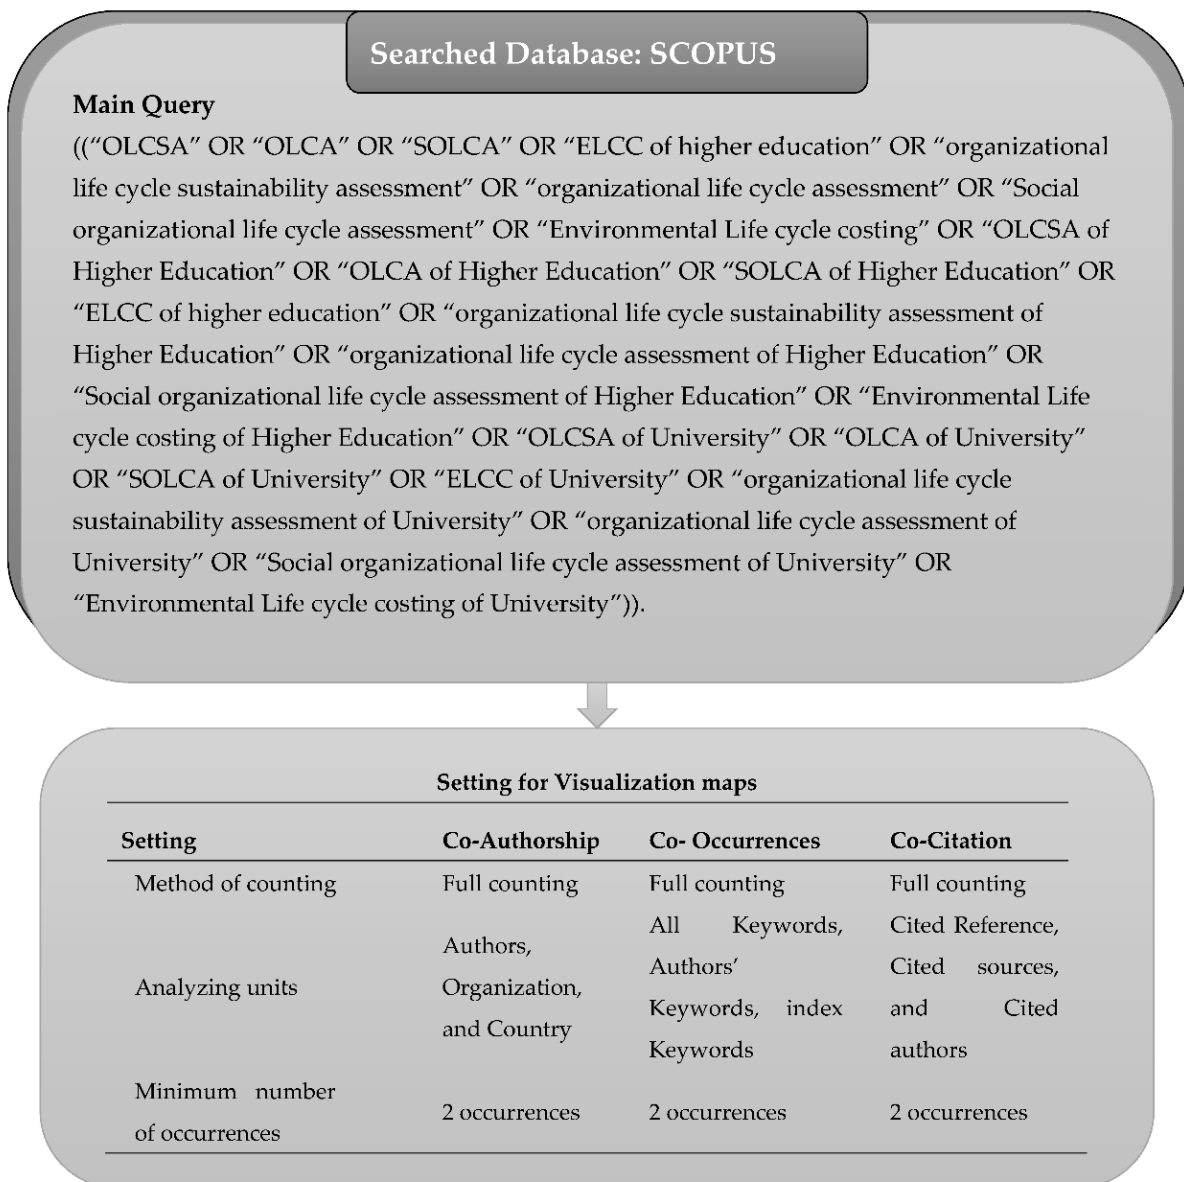 Searched Database: SCOPUS
Main Query
((“OLCSA” OR “OLCA” OR “SOLCA” OR “ELCC of higher education” OR “organizational
life cycle sustainability assessment” OR “organizational life cycle assessment” OR “Social
organizational life cycle assessment” OR “Environmental Life cycle costing” OR “OLCSA of
Higher Education” OR “OLCA of Higher Education” OR “SOLCA of Higher Education” OR
“ELCC of higher education” OR “organizational life cycle sustainability assessment of
Higher Education” OR “organizational life cycle assessment of Higher Education” OR
“Social organizational life cycle assessment of Higher Education” OR “Environmental Life
cycle costing of Higher Education” OR “OLCSA of University” OR “OLCA of University”
OR “SOLCA of University” OR “ELCC of University” OR “organizational life cycle
sustainability assessment of University” OR “organizational life cycle assessment of
University” OR “Social organizational life cycle assessment of University” OR
“Environmental Life cycle costing of University”)).
Setting for Visualization maps
Setting Co-Authorship Co- Occurrences Co-Citation
Method of counting Full counting Full counting Full counting
Analyzing units
Authors,
Organization,
and Country
All Keywords,
Authors’
Keywords, index
Keywords
Cited Reference,
Cited sources,
and Cited
authors
Minimum number
of occurrences
2 occurrences 2 occurrences 2 occurrences